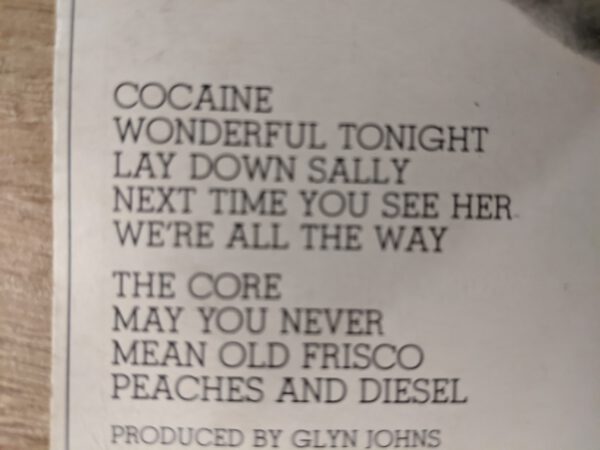 COCAINE
WONDERFUL TONIGHT
LAY DOWN SALLY
NEXT TIME YOU SEE HER
WE'RE ALL THE WAY
THE CORE
MAY YOU NEVER
MEAN OLD FRISCO
PEACHES AND DIESEL
PRODUCED BY GLYN JOHNS